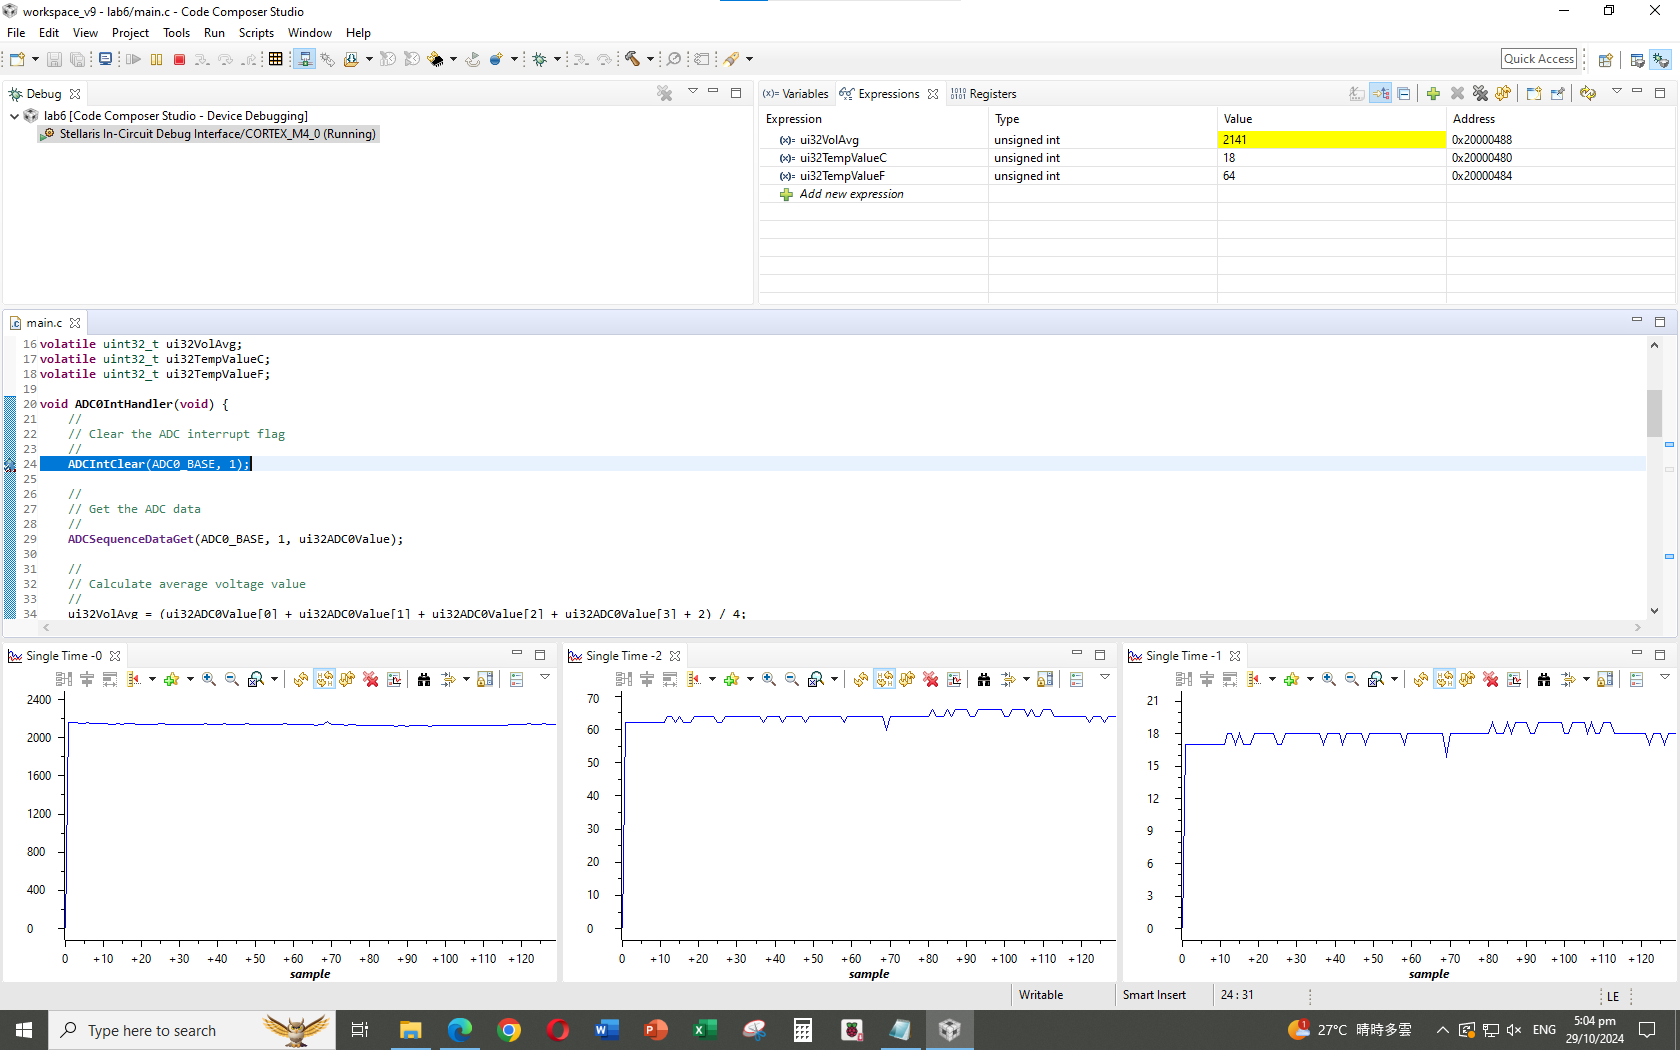 workspace_v9 - lab6/main.c - Code Composer Studio
File Edit View Project Tools Run Scripts Window Help
Quick Access
Debug
lab6 [Code Composer Studio - Device Debugging]
Stellaris In-Circuit Debug Interface/CORTEX_M4_0 (Running)
(x)= Variables Expressions 1010 0101 Registers
Expression Type Value Address
(x)= ui32VolAvg unsigned int 2141 0x20000488
(x)= ui32TempValueC unsigned int 18 0x20000480
(x)= ui32TempValueF unsigned int 64 0x20000484
Add new expression
main.c
16 volatile uint32_t ui32VolAvg;
17 volatile uint32_t ui32TempValueC;
18 volatile uint32_t ui32TempValueF;
19
20 void ADC0IntHandler(void) {
21 //
22 // Clear the ADC interrupt flag
23 //
24 ADCIntClear(ADC0_BASE, 1);
25
26 //
27 // Get the ADC data
28 //
29 ADCSequenceDataGet(ADC0_BASE, 1, ui32ADC0Value);
30
31 //
32 // Calculate average voltage value
33 //
34 ui32VolAvg = (ui32ADC0Value[0] + ui32ADC0Value[1] + ui32ADC0Value[2] + ui32ADC0Value[3] + 2) / 4;
Single Time -0
2400
2000
1600
1200
800
400
0
0 +10 +20 +30 +40 +50 +60 +70 +80 +90 +100 +110 +120
sample
Single Time -2
70
60
50
40
30
20
10
0
0 +10 +20 +30 +40 +50 +60 +70 +80 +90 +100 +110 +120
sample
Single Time -1
21
18
15
12
9
6
3
0
0 +10 +20 +30 +40 +50 +60 +70 +80 +90 +100 +110 +120
sample
Writable Smart Insert 24 : 31 LE
Type here to search
27°C 晴時多雲 ENG
5:04 pm
29/10/2024